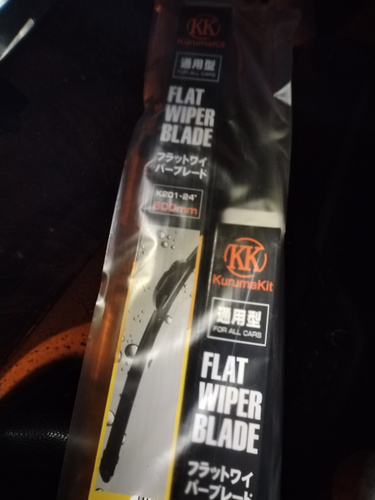 KK
KurumaKit
通用型
FOR ALL CARS
FLAT
WIPER
BLADE
フラットワイ
パーブレード
K201-24"
600mm
KK
KurumaKit
通用型
FOR ALL CARS
FLAT
WIPER
BLADE
フラットワイ
パーブレード